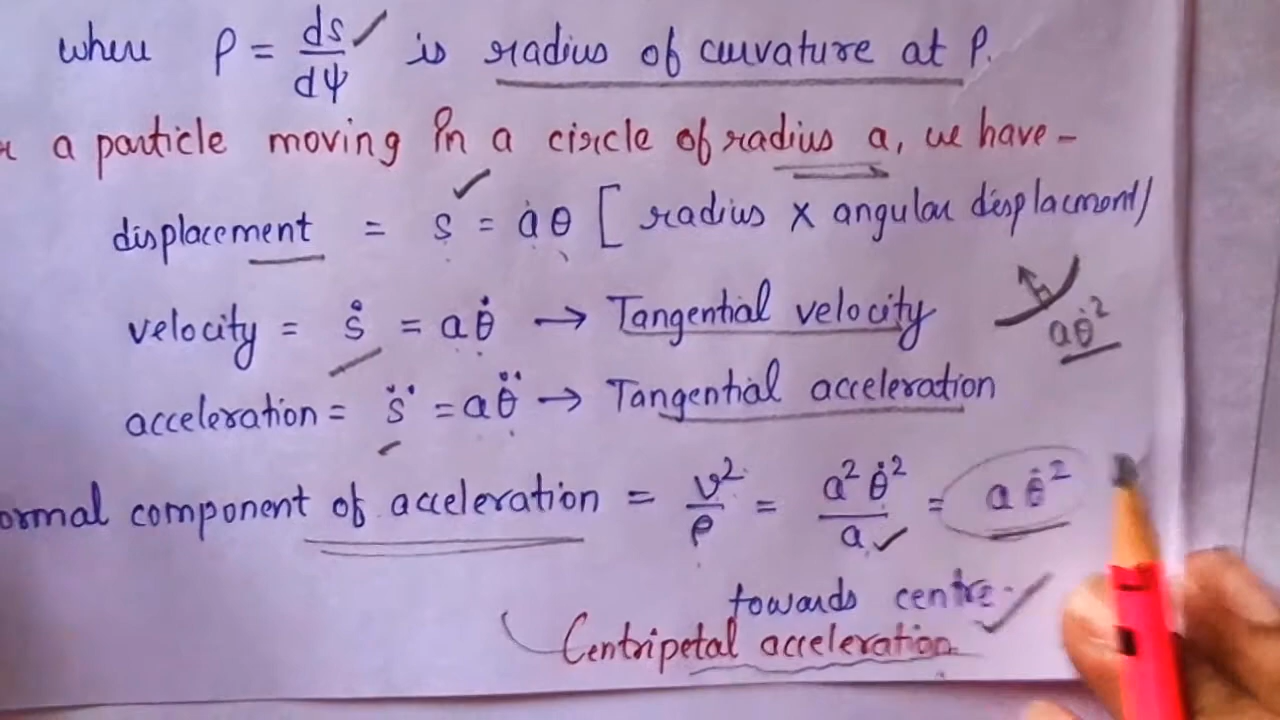 where ρ = ds/dψ is radius of curvature at P.
a particle moving in a circle of radius a, we have -
displacement = s = aθ [ radius × angular displacment/
velocity = ṡ = aθ̇ → Tangential velocity
aθ̇²
acceleration = s̈ = aθ̈ → Tangential acceleration
ormal component of acceleration = v²/ρ = a²θ̇²/a = aθ̇²
towards centre.
Centripetal acceleration.